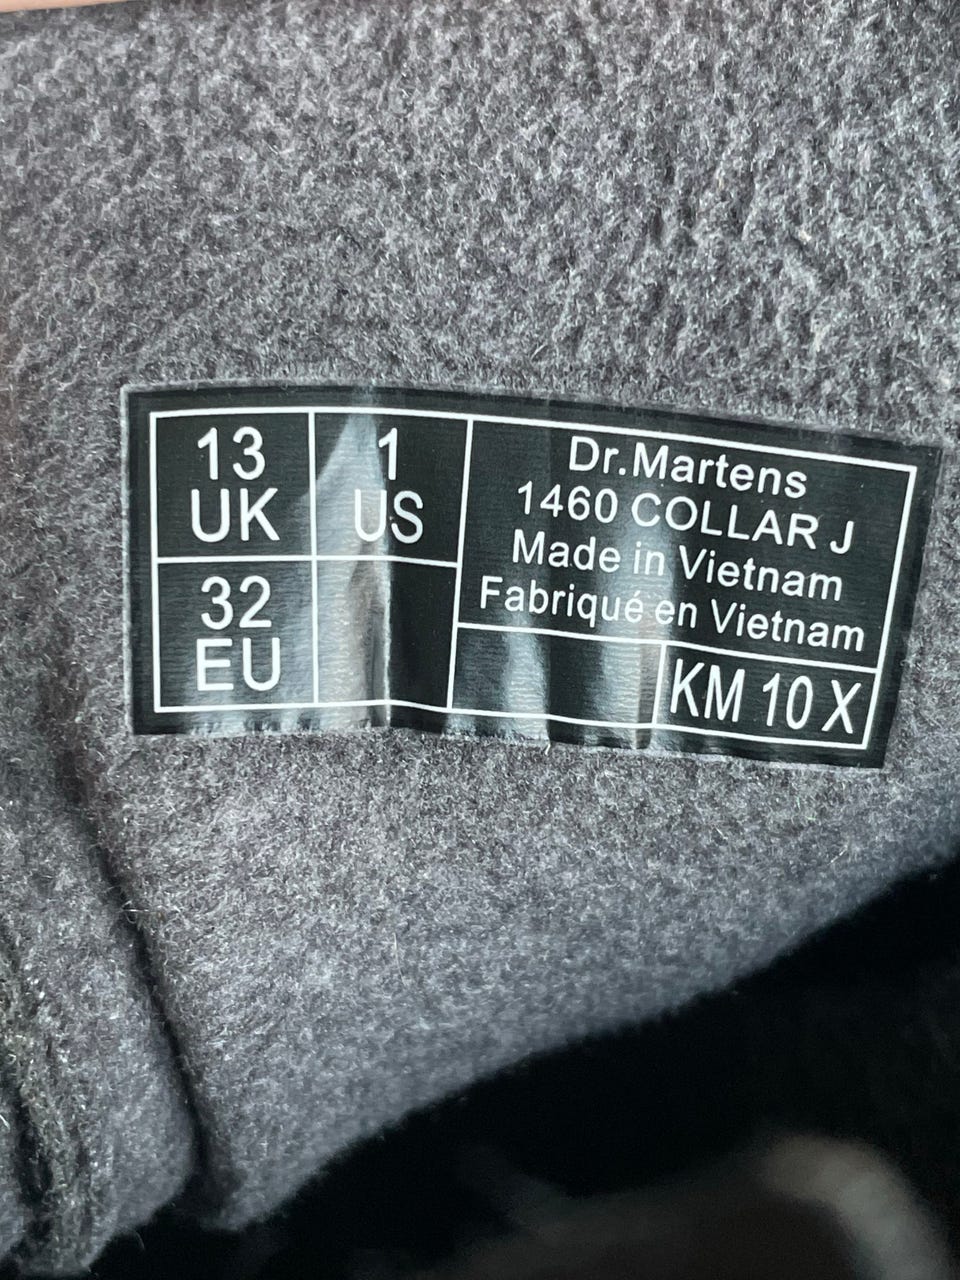 13
UK
1
US
32
EU
Dr.Martens
1460 COLLAR J
Made in Vietnam
Fabriqué en Vietnam
KM 10 X